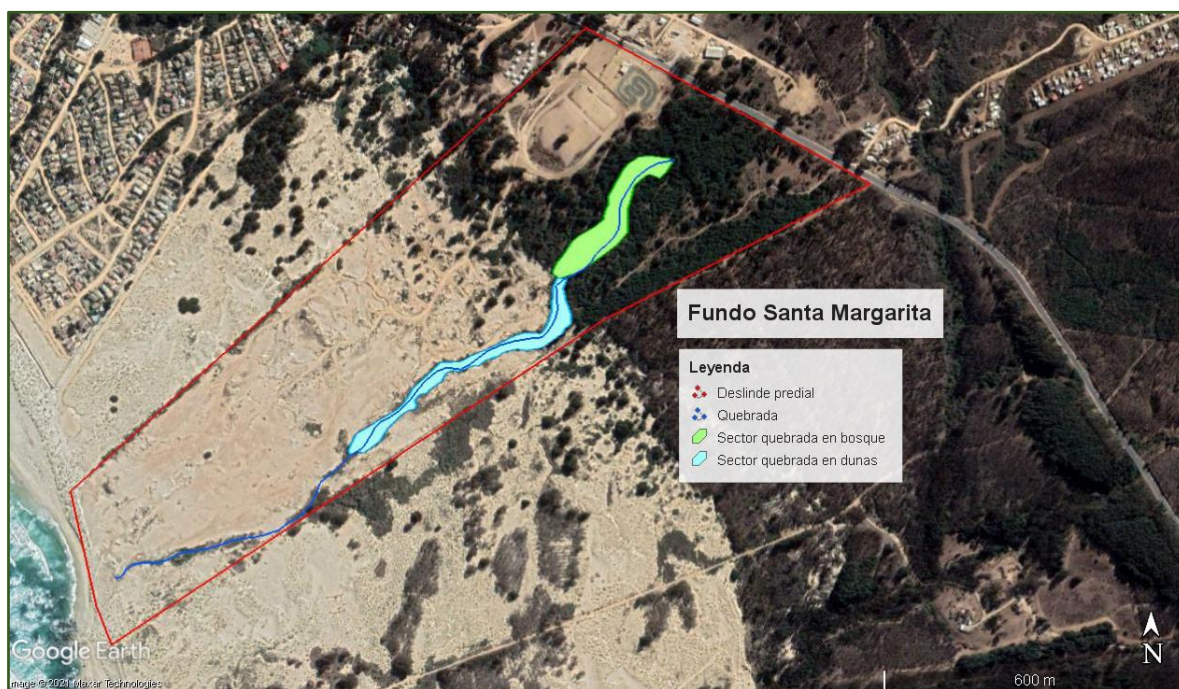 Fundo Santa Margarita
Leyenda
Deslinde predial
Quebrada
Sector quebrada en bosque
Sector quebrada en dunas
N
Google Earth
Image © 2021 Maxar Technologies
600 m